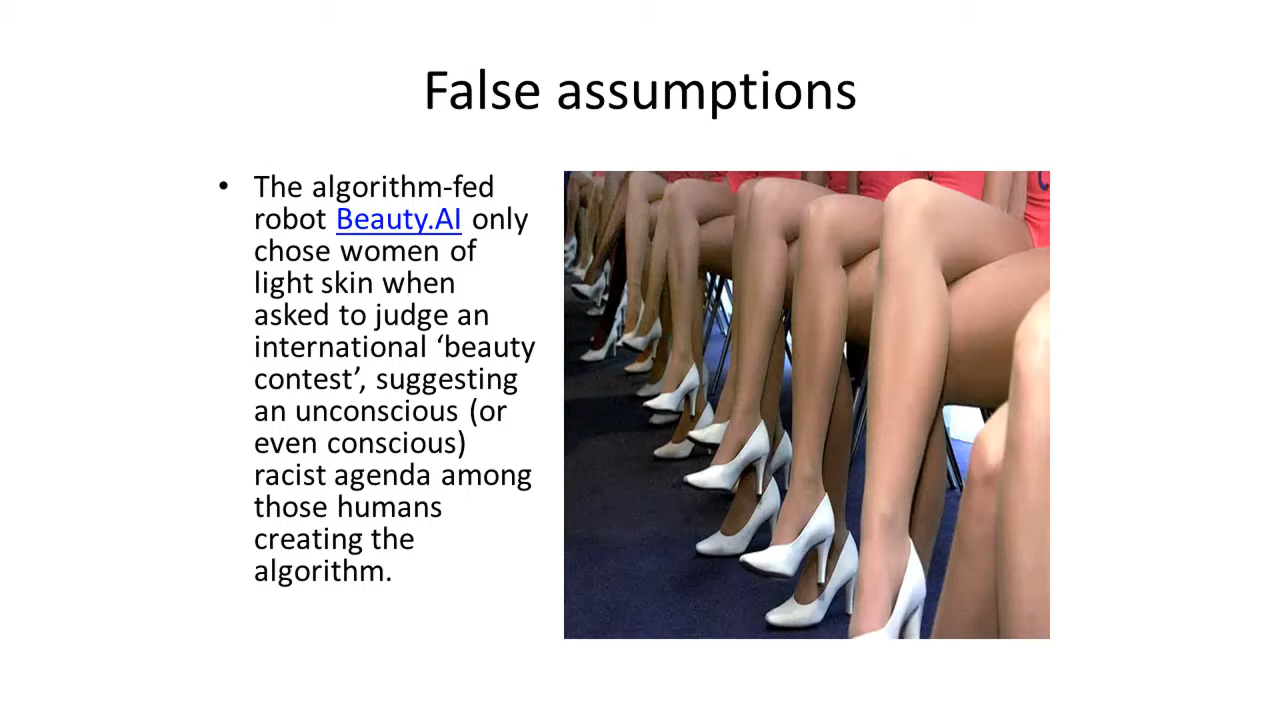 False assumptions
• The algorithm-fed
robot Beauty.AI only
chose women of
light skin when
asked to judge an
international ‘beauty
contest’, suggesting
an unconscious (or
even conscious)
racist agenda among
those humans
creating the
algorithm.